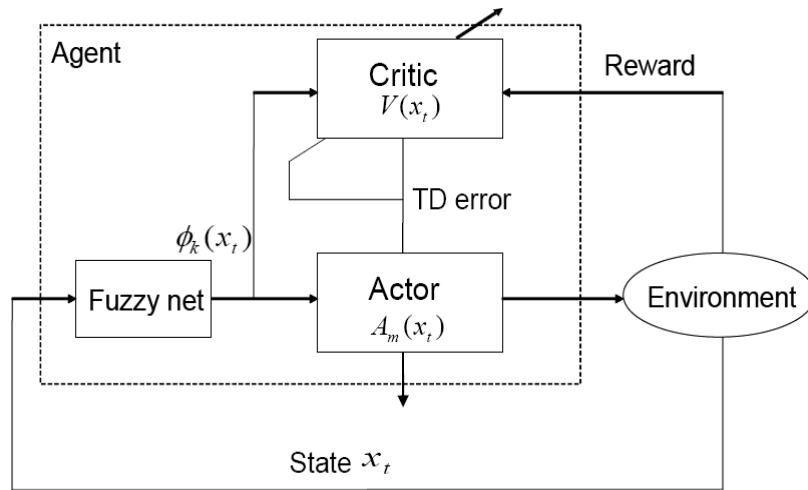 Agent
Critic
V(x_t)
Reward
TD error
ϕ_k(x_t)
Fuzzy net
Actor
A_m(x_t)
Environment
State x_t